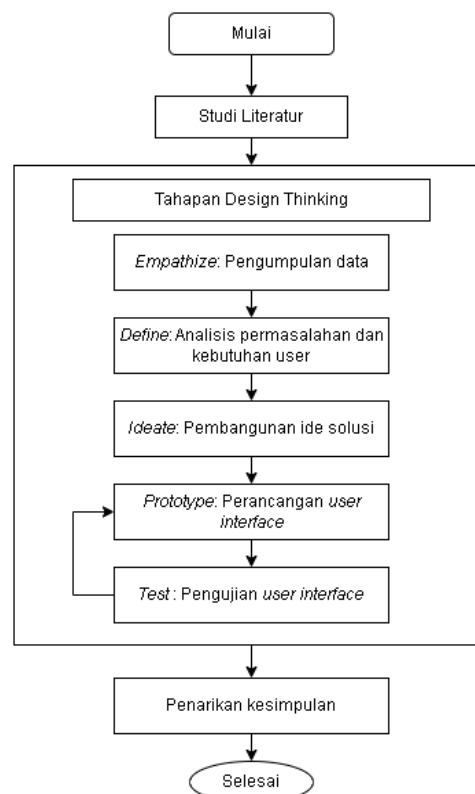 Mulai
Studi Literatur
Tahapan Design Thinking
Empathize: Pengumpulan data
Define: Analisis permasalahan dan
kebutuhan user
Ideate: Pembangunan ide solusi
Prototype: Perancangan user
interface
Test : Pengujian user interface
Penarikan kesimpulan
Selesai